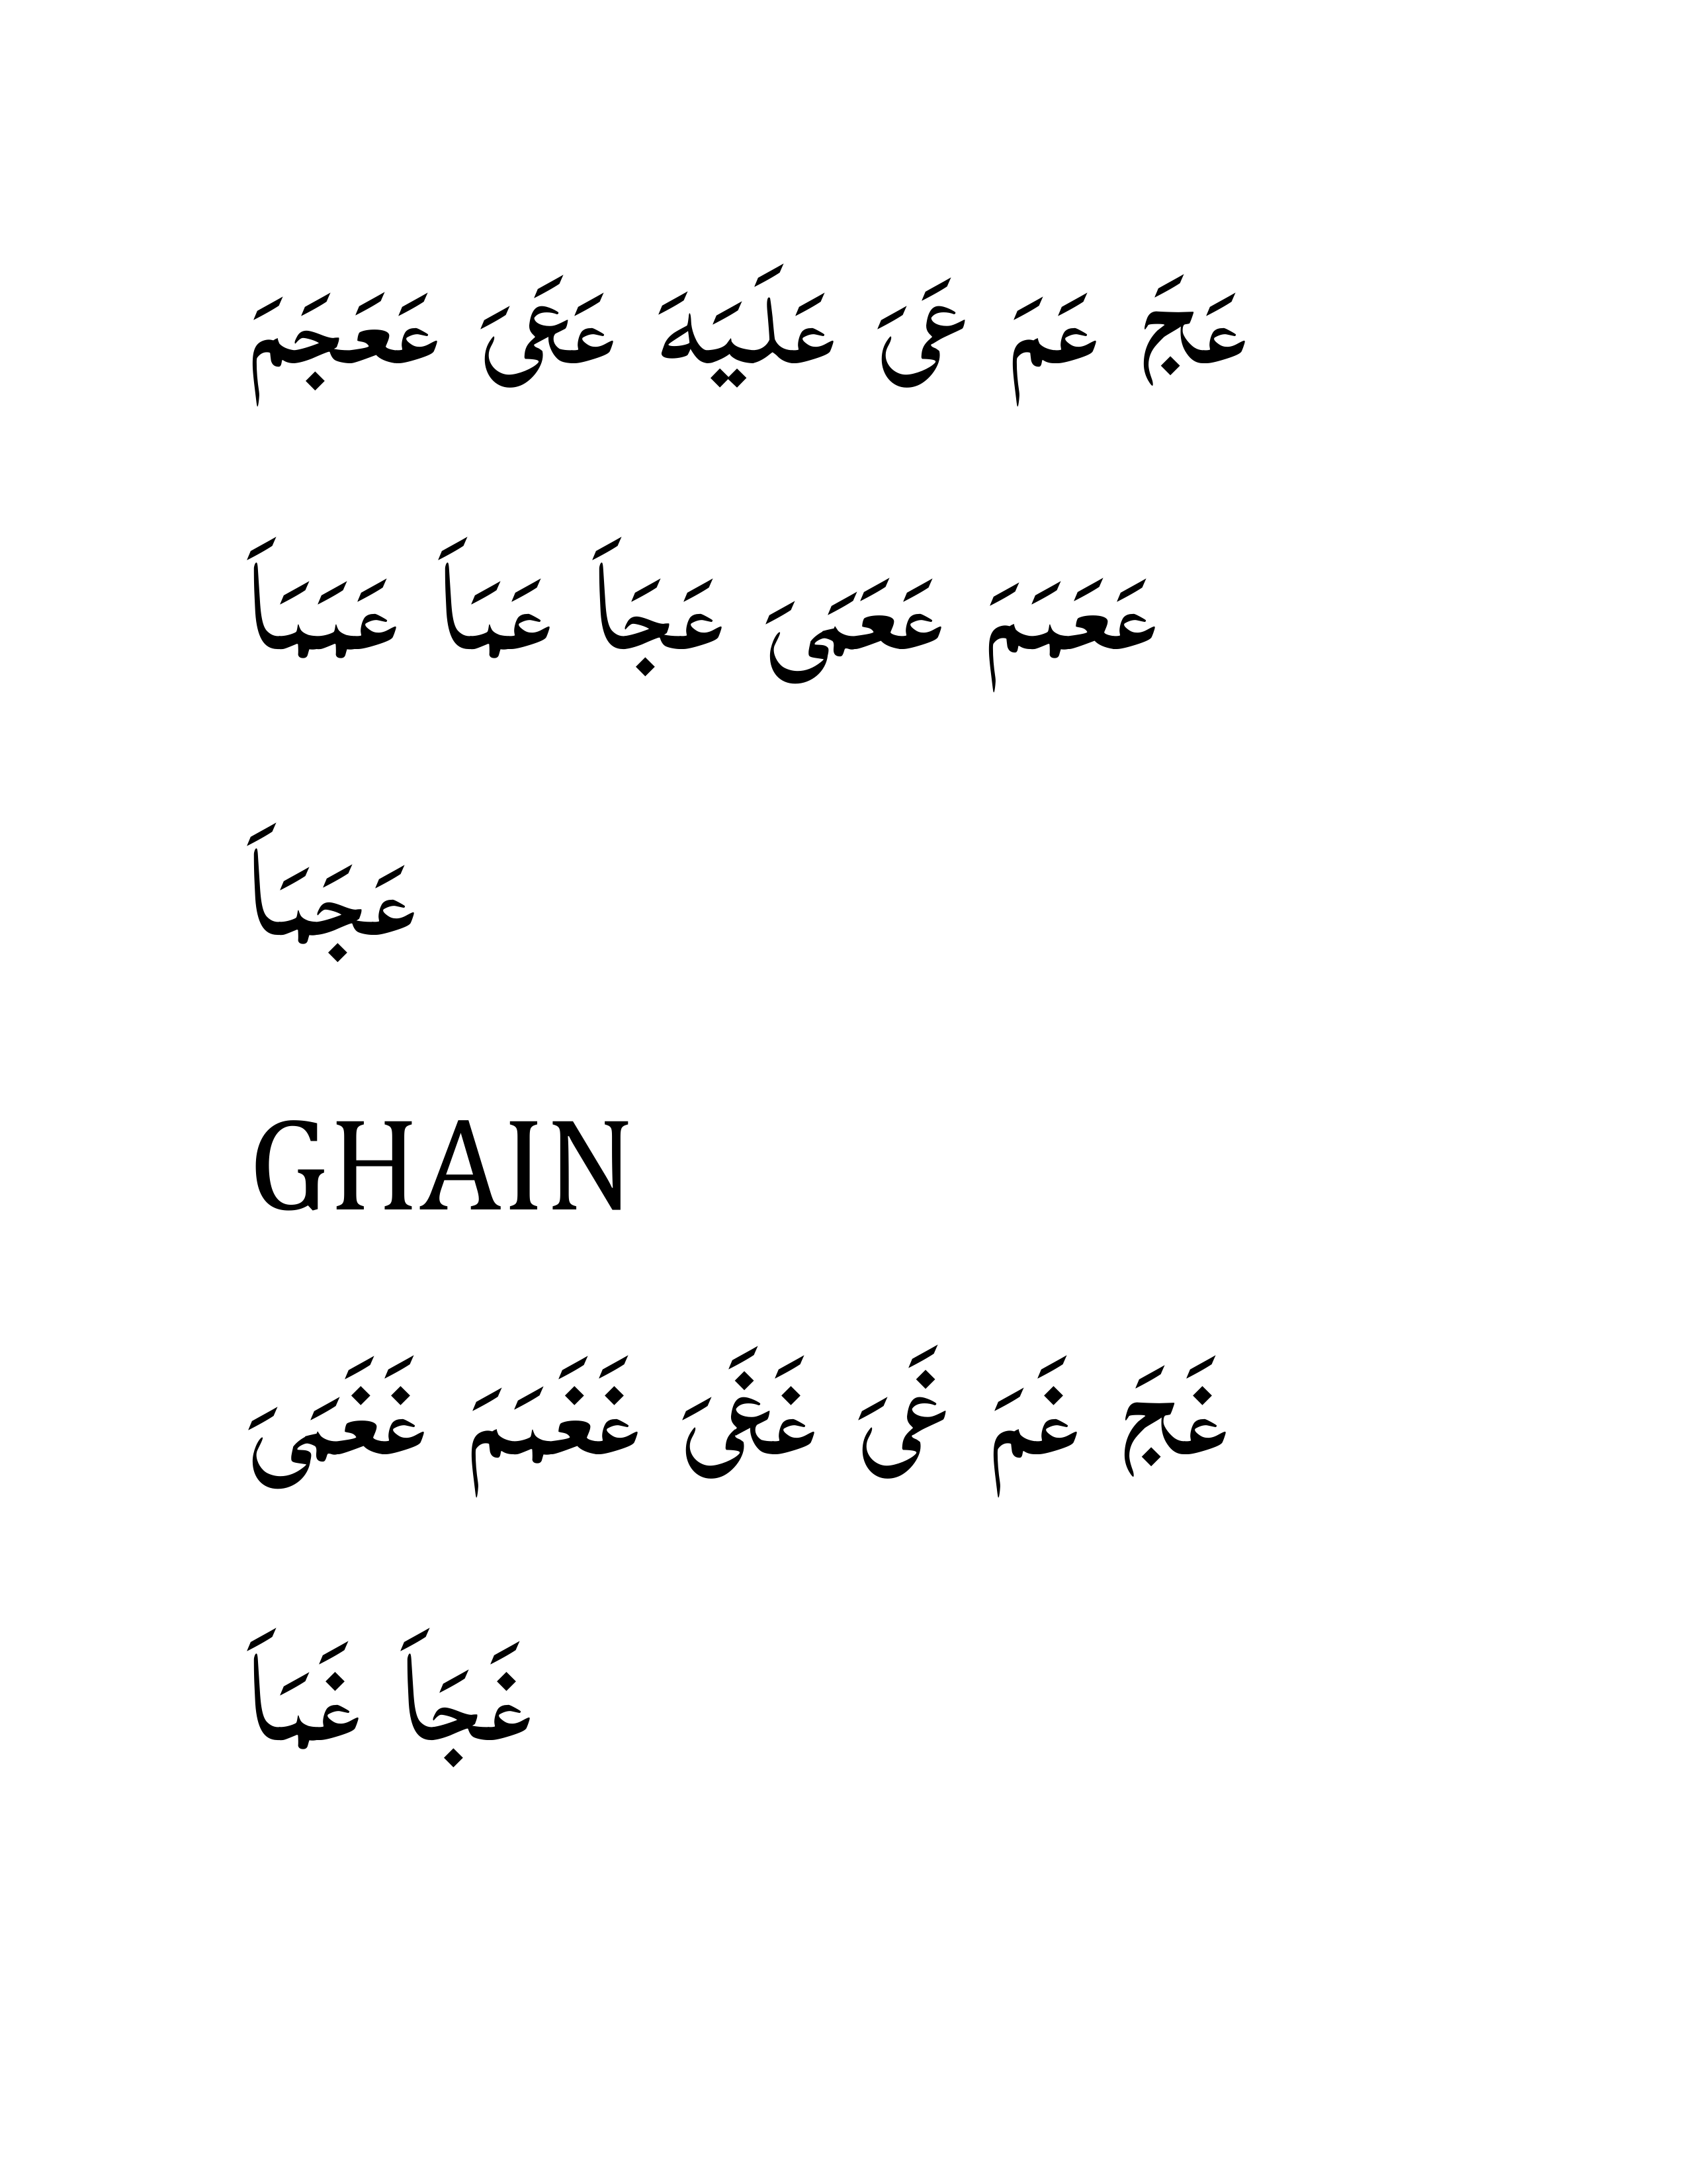 عَجَ عَمَ عَىَ عَلَيَهَ عَعَىَ عَعَجَمَ
عَعَمَمَ عَعَمَىَ عَجَاَ عَمَاَ عَمَمَاَ
عَجَمَاَ
GHAIN
غَجَ غَمَ غَىَ غَغَىَ غَغَمَمَ غَغَمَىَ
غَجَاَ غَمَاَ